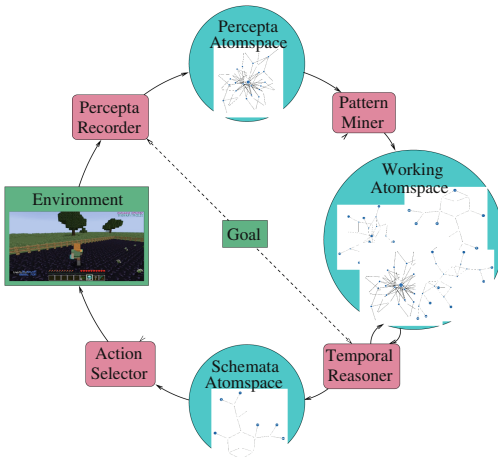 Percepta
Atomspace
Percepta
Recorder
Pattern
Miner
Working
Atomspace
Environment
Goal
Action
Selector
Schemata
Atomspace
Temporal
Reasoner